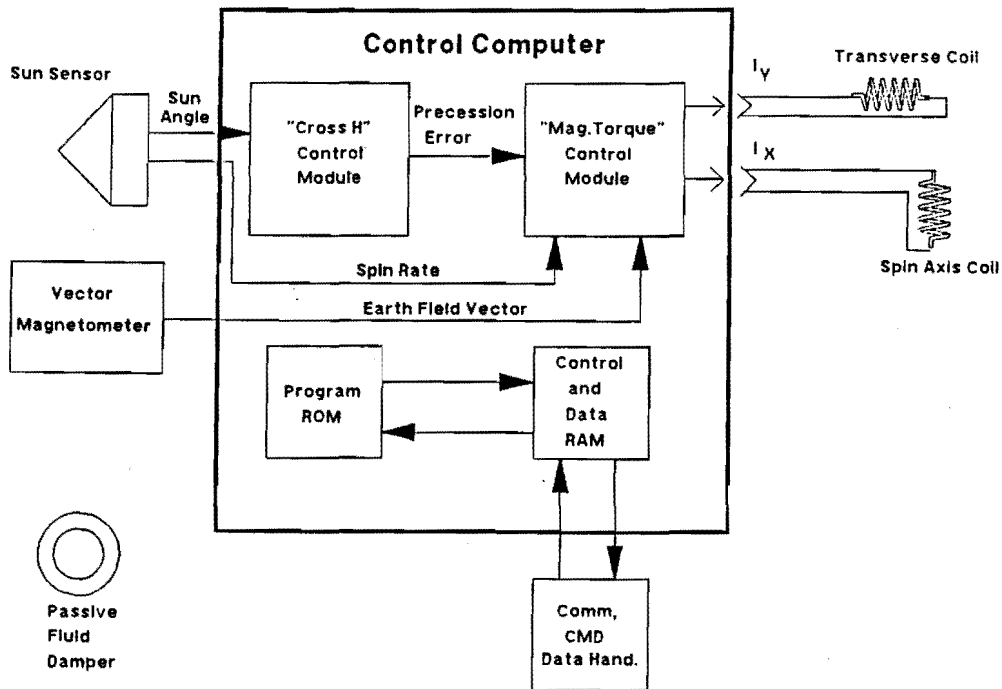 Control Computer
Sun Sensor
Sun
Angle
"Cross H"
Control
Module
Precession
Error
"Mag.Torque"
Control
Module
I Y
Transverse Coil
I X
Spin Axis Coil
Spin Rate
Vector
Magnetometer
Earth Field Vector
Program
ROM
Control
and
Data
RAM
Passive
Fluid
Damper
Comm,
CMD
Data Hand.